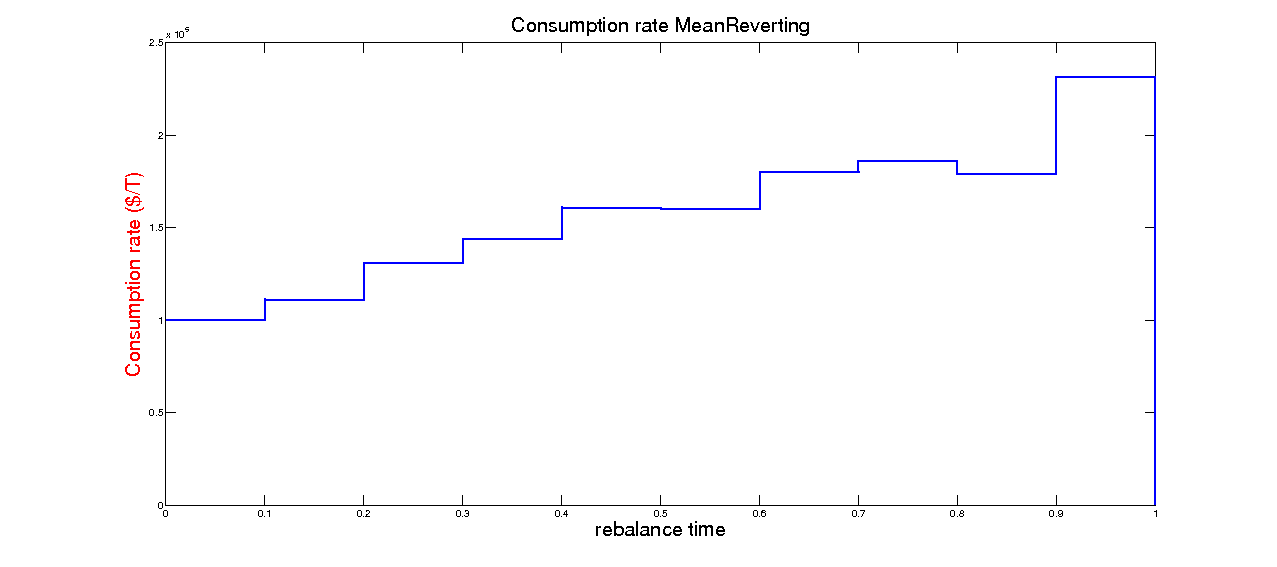 Consumption rate MeanReverting
x 10^5
2.5
2
1.5
1
0.5
0
Consumption rate ($/T)
0 0.1 0.2 0.3 0.4 0.5 0.6 0.7 0.8 0.9 1
rebalance time